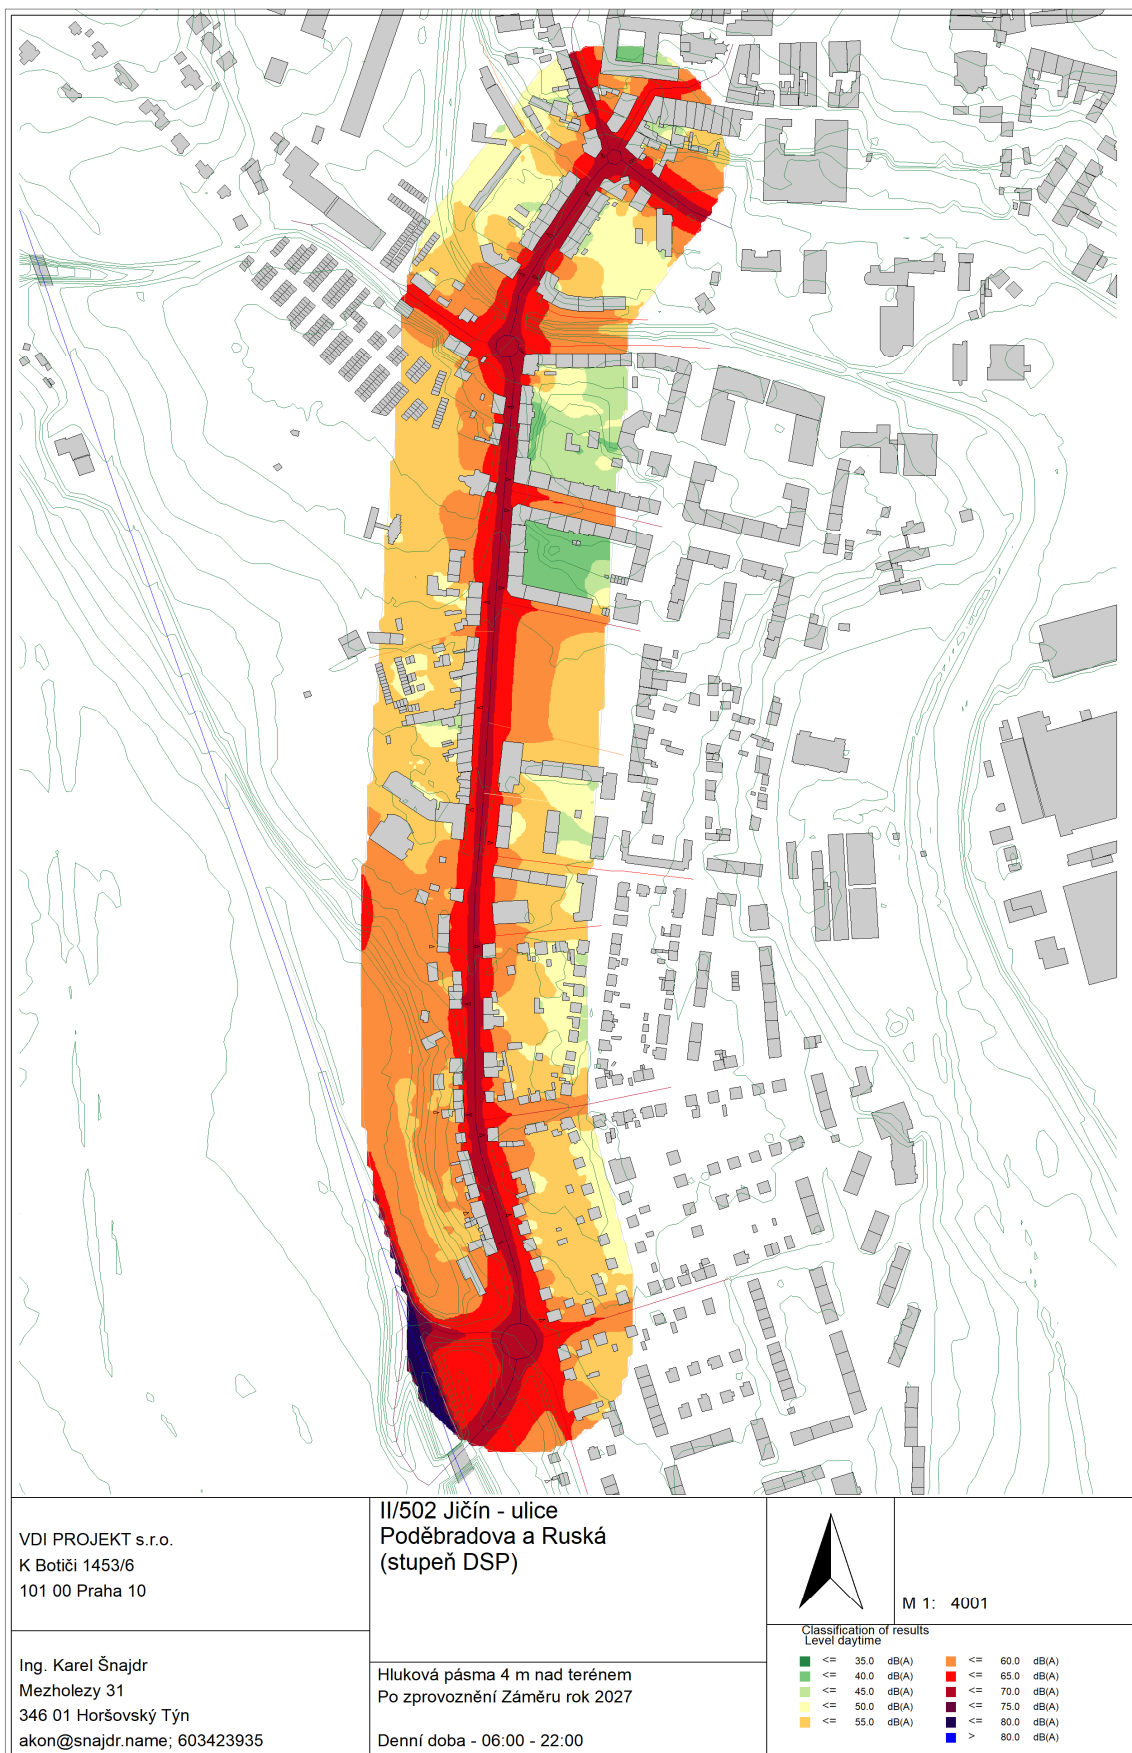 VDI PROJEKT s.r.o.
K Botiči 1453/6
101 00 Praha 10
Ing. Karel Šnajdr
Mezholezy 31
346 01 Horšovský Týn
akon@snajdr.name; 603423935
II/502 Jičín - ulice
Poděbradova a Ruská
(stupeň DSP)
Hluková pásma 4 m nad terénem
Po zprovoznění Záměru rok 2027
Denní doba - 06:00 - 22:00
M 1: 4001
Classification of results
Level daytime
<= 35.0 dB(A)
<= 40.0 dB(A)
<= 45.0 dB(A)
<= 50.0 dB(A)
<= 55.0 dB(A)
<= 60.0 dB(A)
<= 65.0 dB(A)
<= 70.0 dB(A)
<= 75.0 dB(A)
<= 80.0 dB(A)
> 80.0 dB(A)